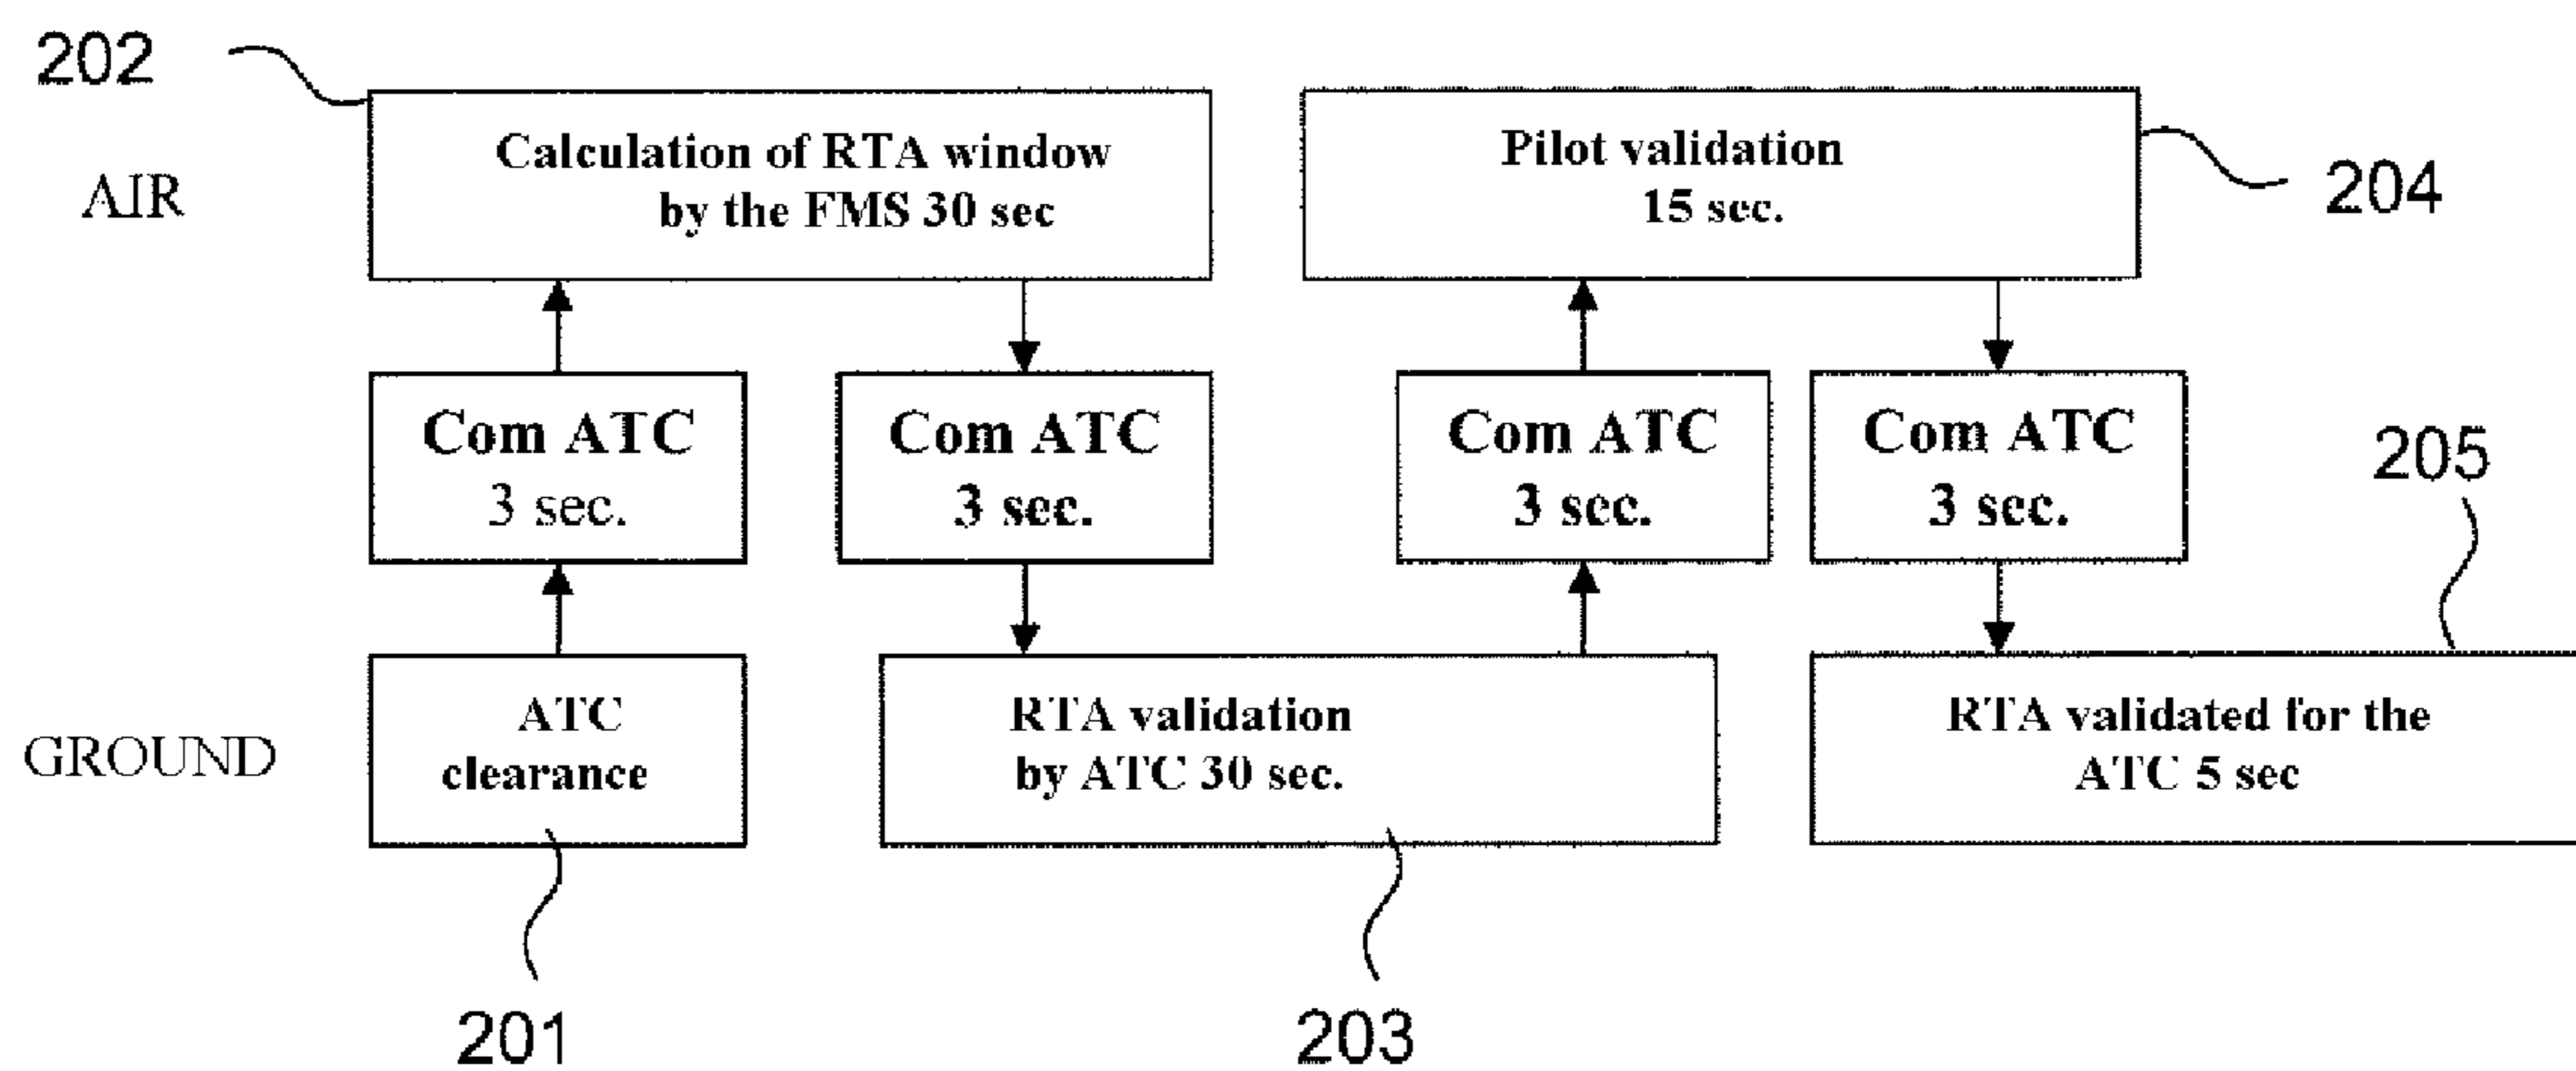 202
AIR
Calculation of RTA window
by the FMS 30 sec
Pilot validation
15 sec.
204
Com ATC
3 sec.
Com ATC
3 sec.
Com ATC
3 sec.
Com ATC
3 sec.
205
GROUND
ATC
clearance
RTA validation
by ATC 30 sec.
RTA validated for the
ATC 5 sec
201
203